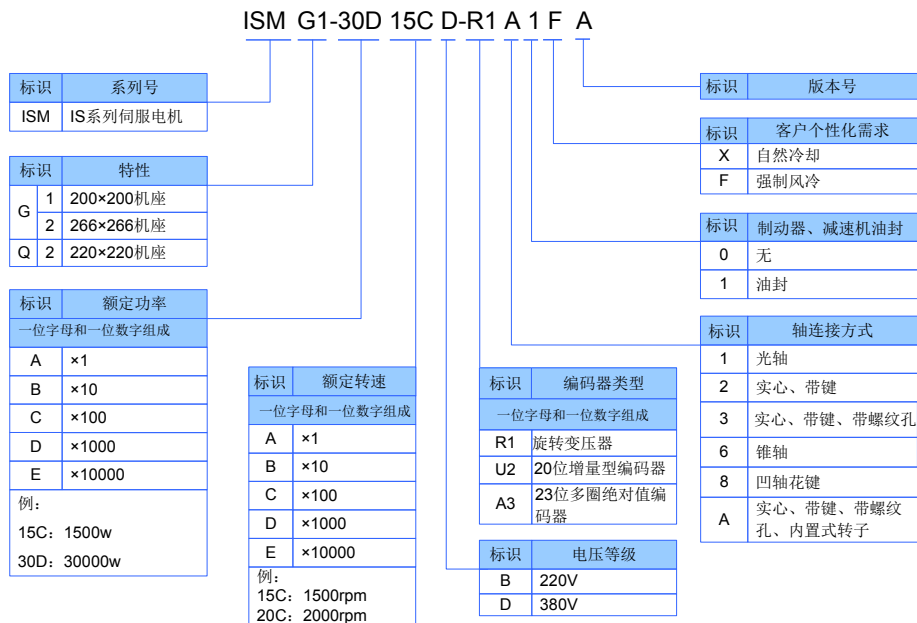 ISM G1-30D 15C D-R1 A 1 F A
标识 系列号
ISM IS系列伺服电机
标识 特性
G 1 200×200机座
2 266×266机座
Q 2 220×220机座
标识 额定功率
一位字母和一位数字组成
A ×1
B ×10
C ×100
D ×1000
E ×10000
例：
15C：1500w
30D：30000w
标识 额定转速
一位字母和一位数字组成
A ×1
B ×10
C ×100
D ×1000
E ×10000
例：
15C：1500rpm
20C：2000rpm
标识 编码器类型
一位字母和一位数字组成
R1 旋转变压器
U2 20位增量型编码器
A3 23位多圈绝对值编
码器
标识 电压等级
B 220V
D 380V
标识 版本号
标识 客户个性化需求
X 自然冷却
F 强制风冷
标识 制动器、减速机油封
0 无
1 油封
标识 轴连接方式
1 光轴
2 实心、带键
3 实心、带键、带螺纹孔
6 锥轴
8 凹轴花键
A 实心、带键、带螺纹
孔、内置式转子